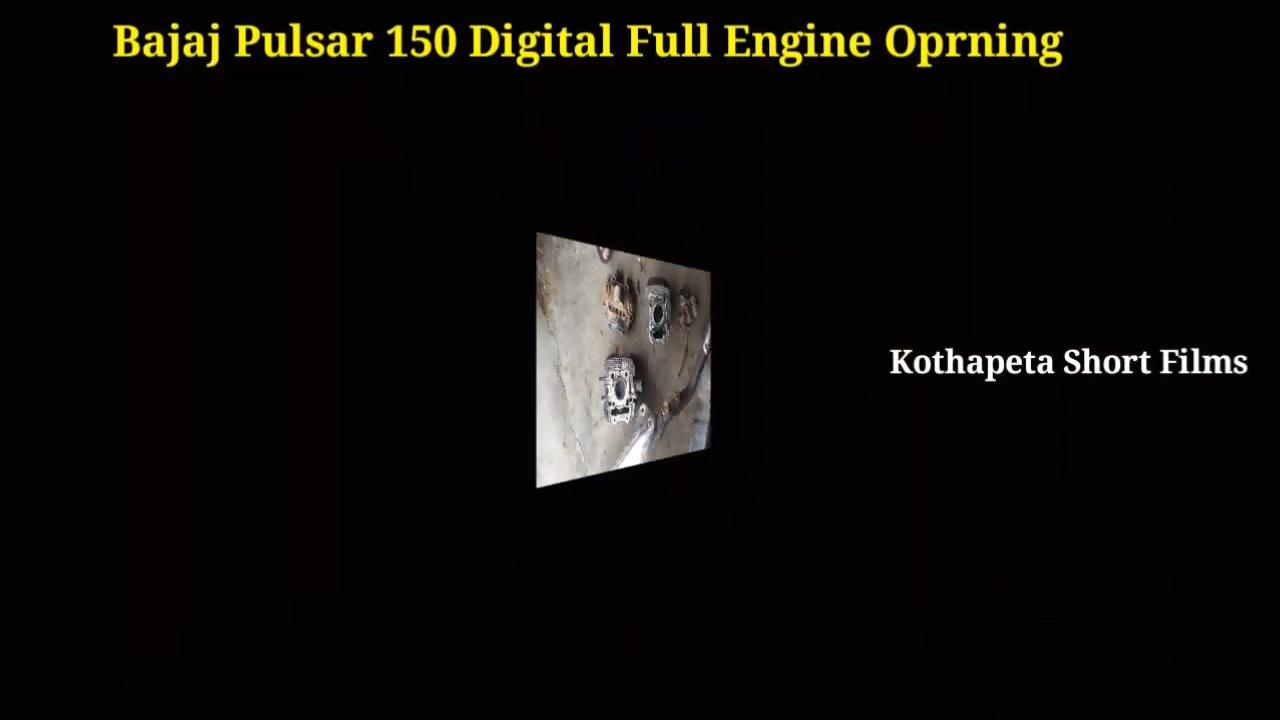 Bajaj Pulsar 150 Digital Full Engine Oprning
Kothapeta Short Films